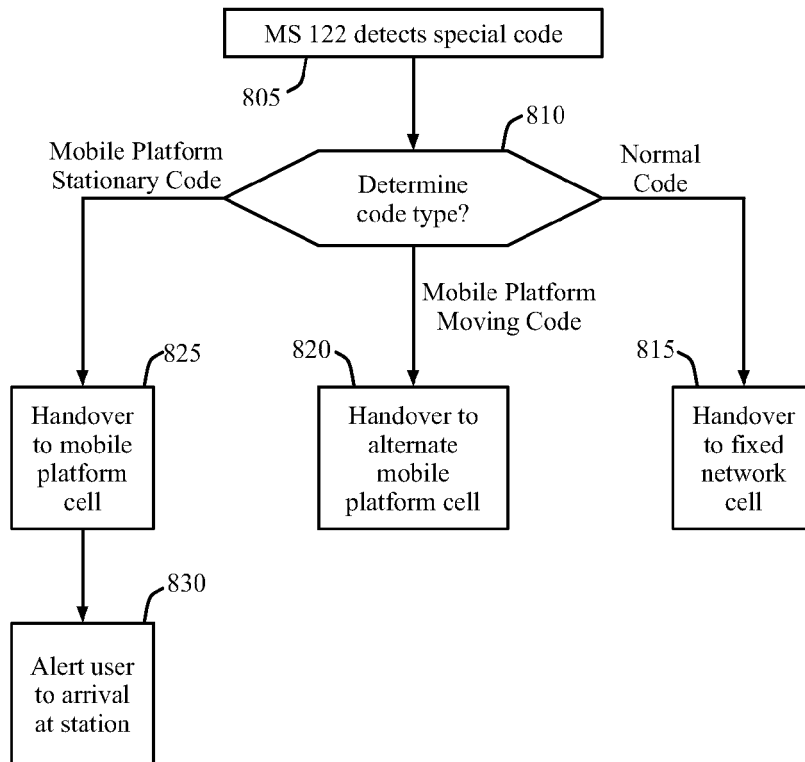 MS 122 detects special code
805
810
Mobile Platform
Stationary Code
Normal
Code
Determine
code type?
Mobile Platform
Moving Code
825
820
815
Handover
to mobile
platform
cell
Handover to
alternate
mobile
platform cell
Handover
to fixed
network
cell
830
Alert user
to arrival
at station